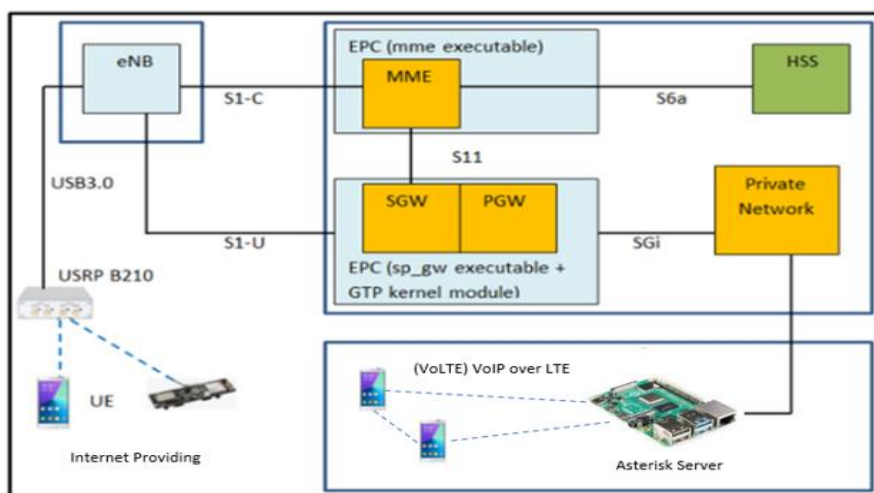 EPC (mme executable)
eNB
MME
HSS
S1-C
S6a
S11
USB3.0
SGW
PGW
Private
Network
S1-U
SGi
USRP B210
EPC (sp_gw executable +
GTP kernel module)
(VoLTE) VoIP over LTE
UE
Internet Providing
Asterisk Server